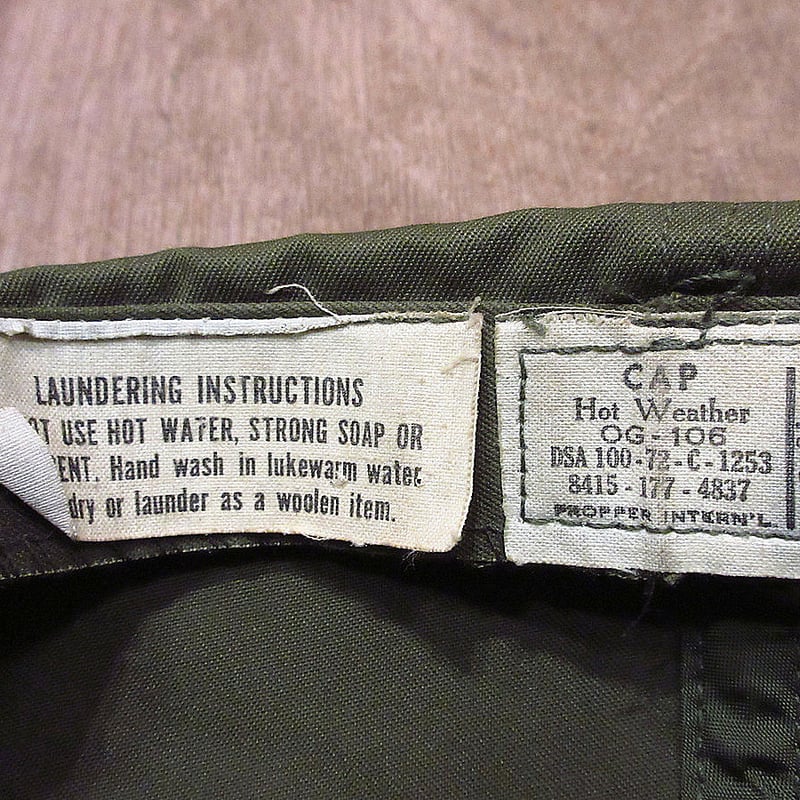 LAUNDERING INSTRUCTIONS
OT USE HOT WATER, STRONG SOAP OR
ENT. Hand wash in lukewarm water.
dry or launder as a woolen item.
CAP
Hot Weather
OG-106
DSA 100-72-C-1253
8415-177-4837
PROPPER INTERN'L